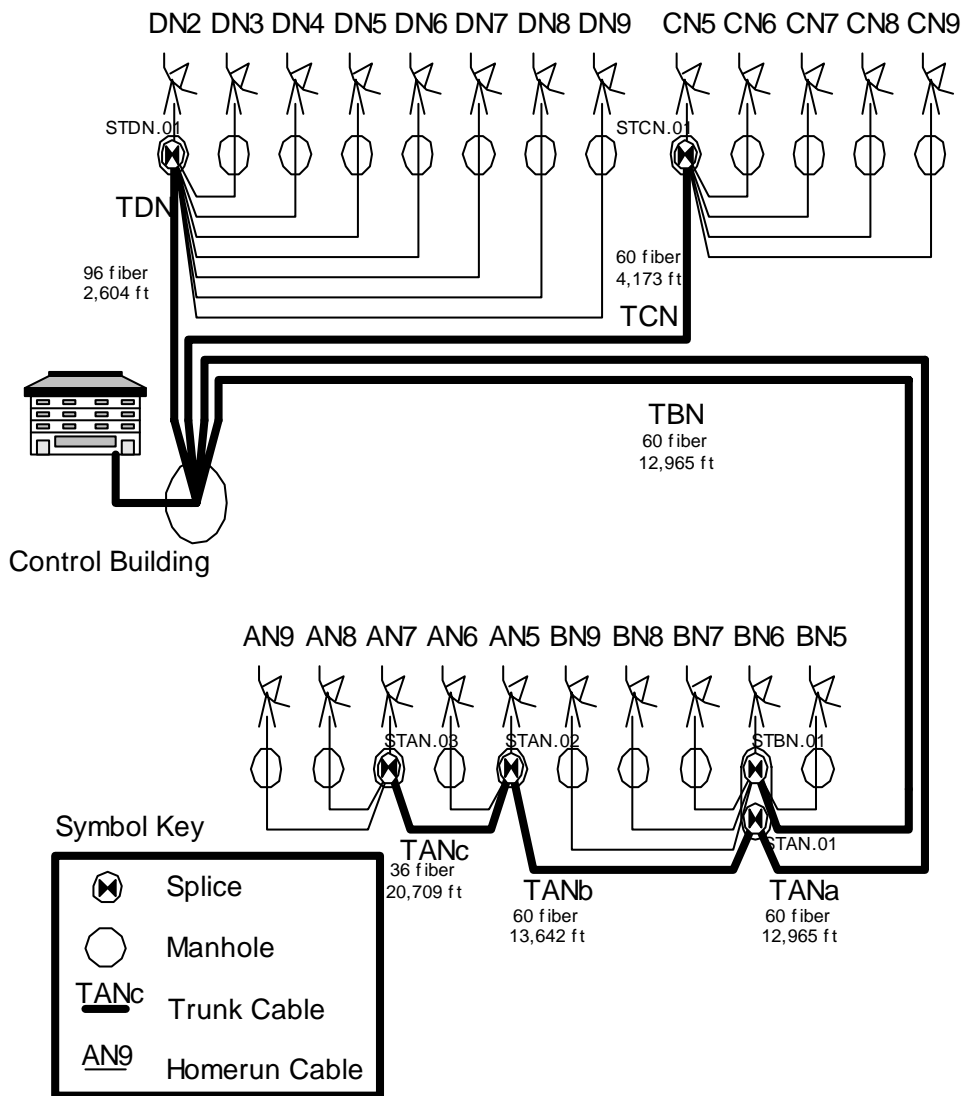 DN2 DN3 DN4 DN5 DN6 DN7 DN8 DN9 CN5 CN6 CN7 CN8 CN9
STDN.01 STCN.01
TDN
96 fiber
2,604 ft
60 fiber
4,173 ft
TCN
TBN
60 fiber
12,965 ft
Control Building
AN9 AN8 AN7 AN6 AN5 BN9 BN8 BN7 BN6 BN5
STAN.03 STAN.02 STBN.01
STAN.01
TANc
36 fiber
20,709 ft
TANb
60 fiber
13,642 ft
TANa
60 fiber
12,965 ft
Symbol Key
Splice
Manhole
TANc Trunk Cable
AN9 Homerun Cable